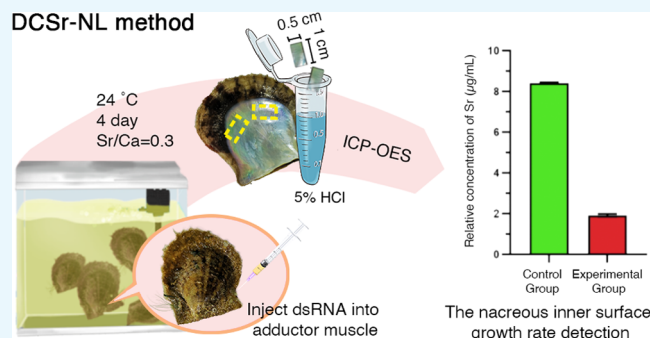 DCSr-NL method
0.5 cm
1 cm
24 °C
4 day
Sr/Ca=0.3
ICP-OES
5% HCl
Inject dsRNA into
adductor muscle
Relative concentration of Sr (μg/mL)
10
8
6
4
2
0
Control
Group
Experimental
Group
The nacreous inner surface
growth rate detection